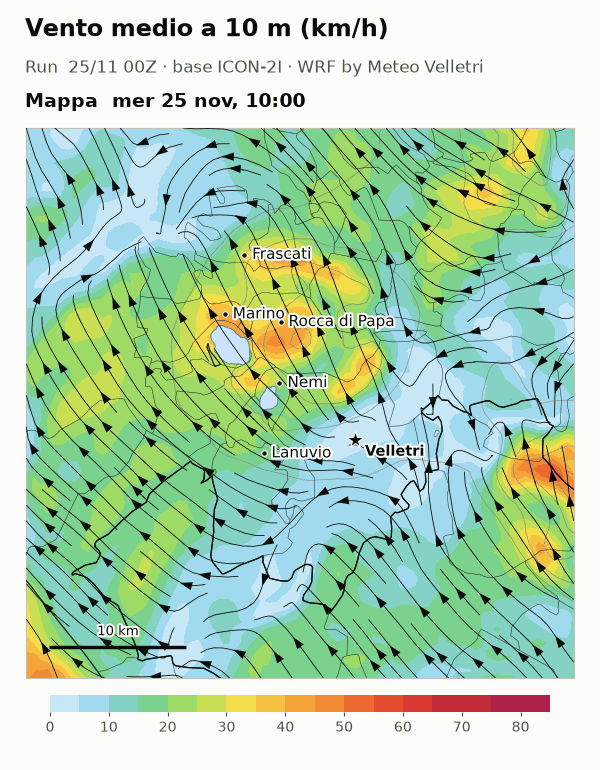 Vento medio a 10 m (km/h)
Run  25/11 00Z · base ICON-2I · WRF by Meteo Velletri
Mappa  mer 25 nov, 10:00
Frascati
Marino
Rocca di Papa
Nemi
Velletri
Lanuvio
10 km
0 10 20 30 40 50 60 70 80